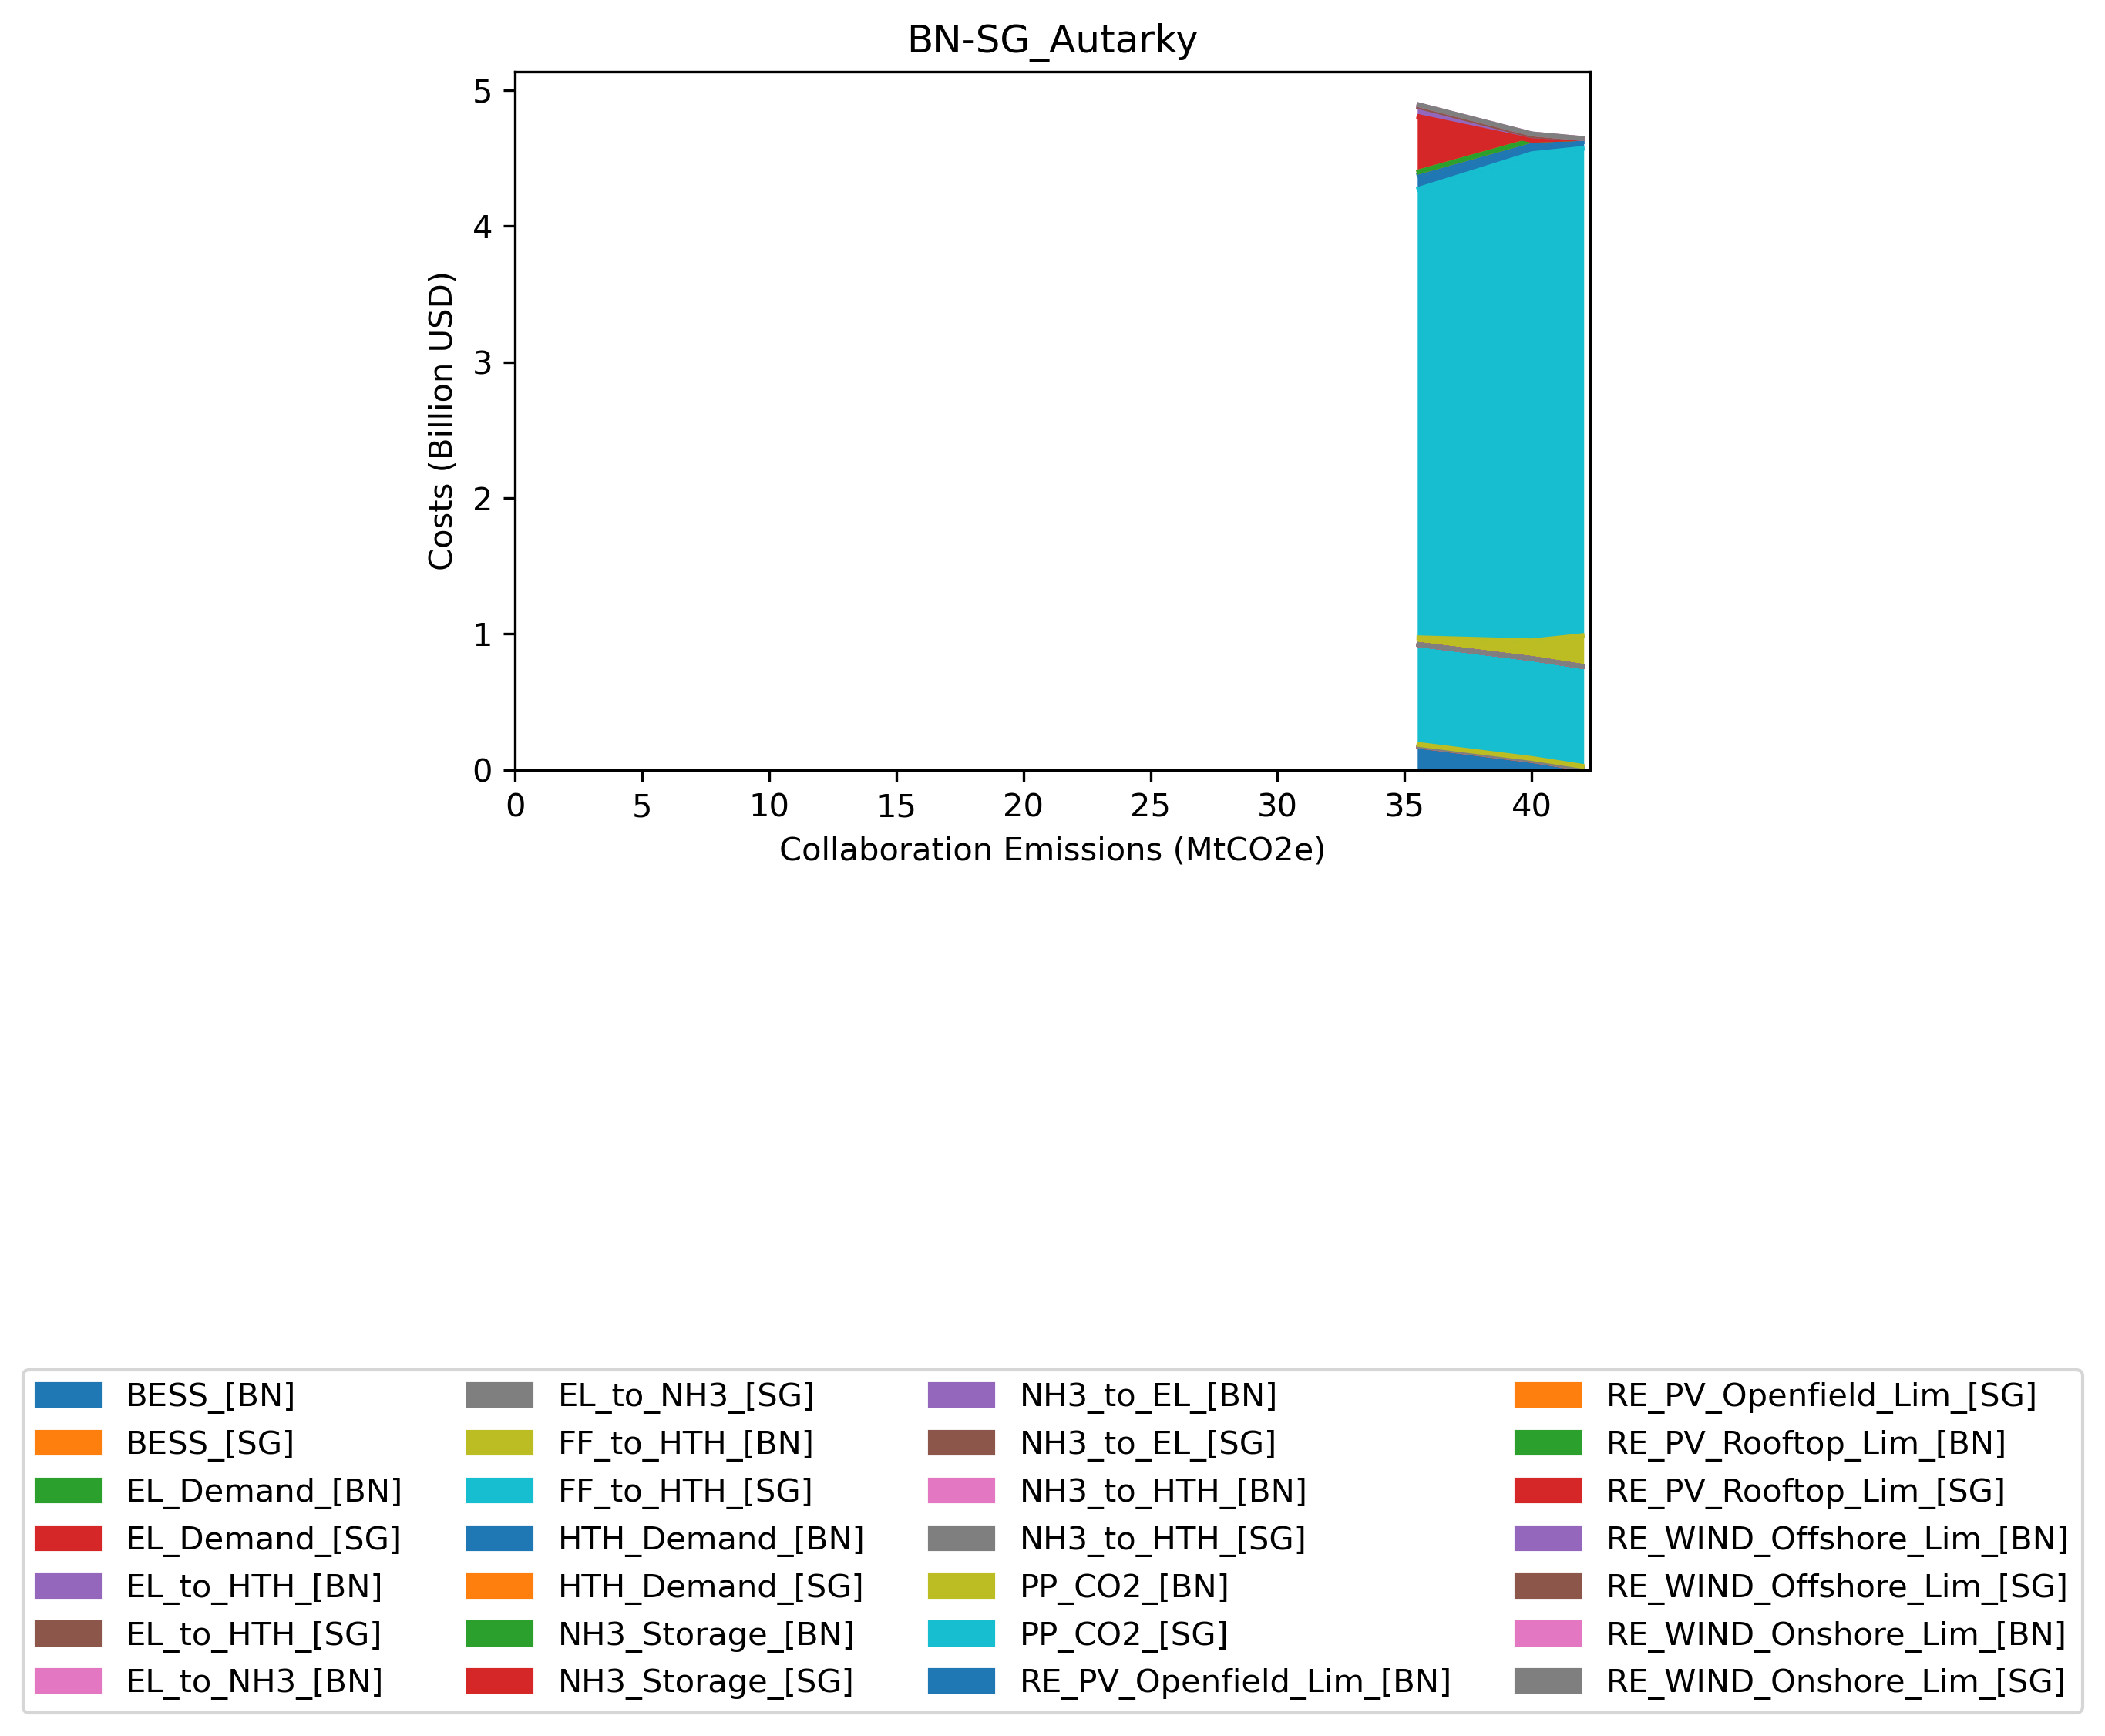 BN-SG_Autarky
5
4
3
2
1
0
Costs (Billion USD)
0 5 10 15 20 25 30 35 40
Collaboration Emissions (MtCO2e)
BESS_[BN]
BESS_[SG]
EL_Demand_[BN]
EL_Demand_[SG]
EL_to_HTH_[BN]
EL_to_HTH_[SG]
EL_to_NH3_[BN]
EL_to_NH3_[SG]
FF_to_HTH_[BN]
FF_to_HTH_[SG]
HTH_Demand_[BN]
HTH_Demand_[SG]
NH3_Storage_[BN]
NH3_Storage_[SG]
NH3_to_EL_[BN]
NH3_to_EL_[SG]
NH3_to_HTH_[BN]
NH3_to_HTH_[SG]
PP_CO2_[BN]
PP_CO2_[SG]
RE_PV_Openfield_Lim_[BN]
RE_PV_Openfield_Lim_[SG]
RE_PV_Rooftop_Lim_[BN]
RE_PV_Rooftop_Lim_[SG]
RE_WIND_Offshore_Lim_[BN]
RE_WIND_Offshore_Lim_[SG]
RE_WIND_Onshore_Lim_[BN]
RE_WIND_Onshore_Lim_[SG]